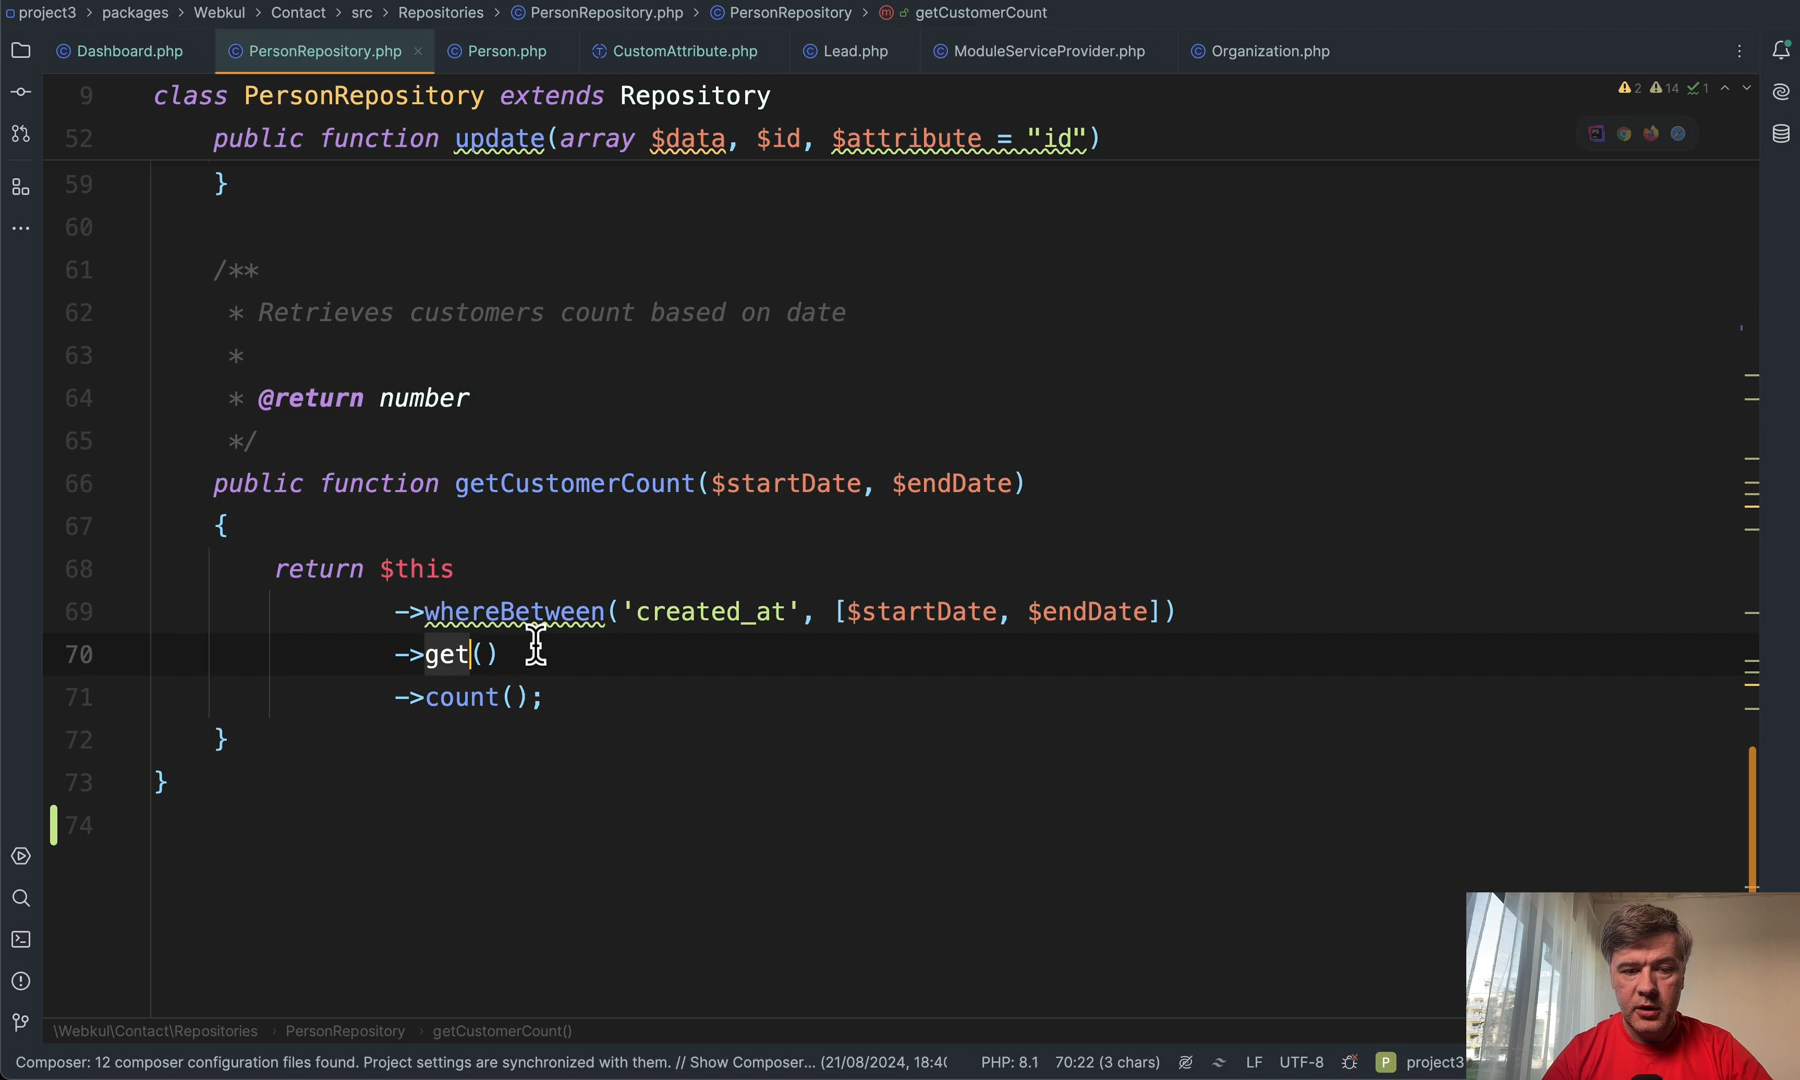 project3 > packages > Webkul > Contact > src > Repositories > PersonRepository.php > PersonRepository > m getCustomerCount
Dashboard.php PersonRepository.php × Person.php CustomAttribute.php Lead.php ModuleServiceProvider.php Organization.php
9 class PersonRepository extends Repository
2 14 1
52 public function update(array $data, $id, $attribute = "id")
59 }
60
61 /**
62 * Retrieves customers count based on date
63 *
64 * @return number
65 */
66 public function getCustomerCount($startDate, $endDate)
67 {
68 return $this
69 ->whereBetween('created_at', [$startDate, $endDate])
70 ->get()
71 ->count();
72 }
73 }
74
\Webkul\Contact\Repositories > PersonRepository > getCustomerCount()
Composer: 12 composer configuration files found. Project settings are synchronized with them. // Show Composer... (21/08/2024, 18:40 PHP: 8.1 70:22 (3 chars) LF UTF-8 P project3